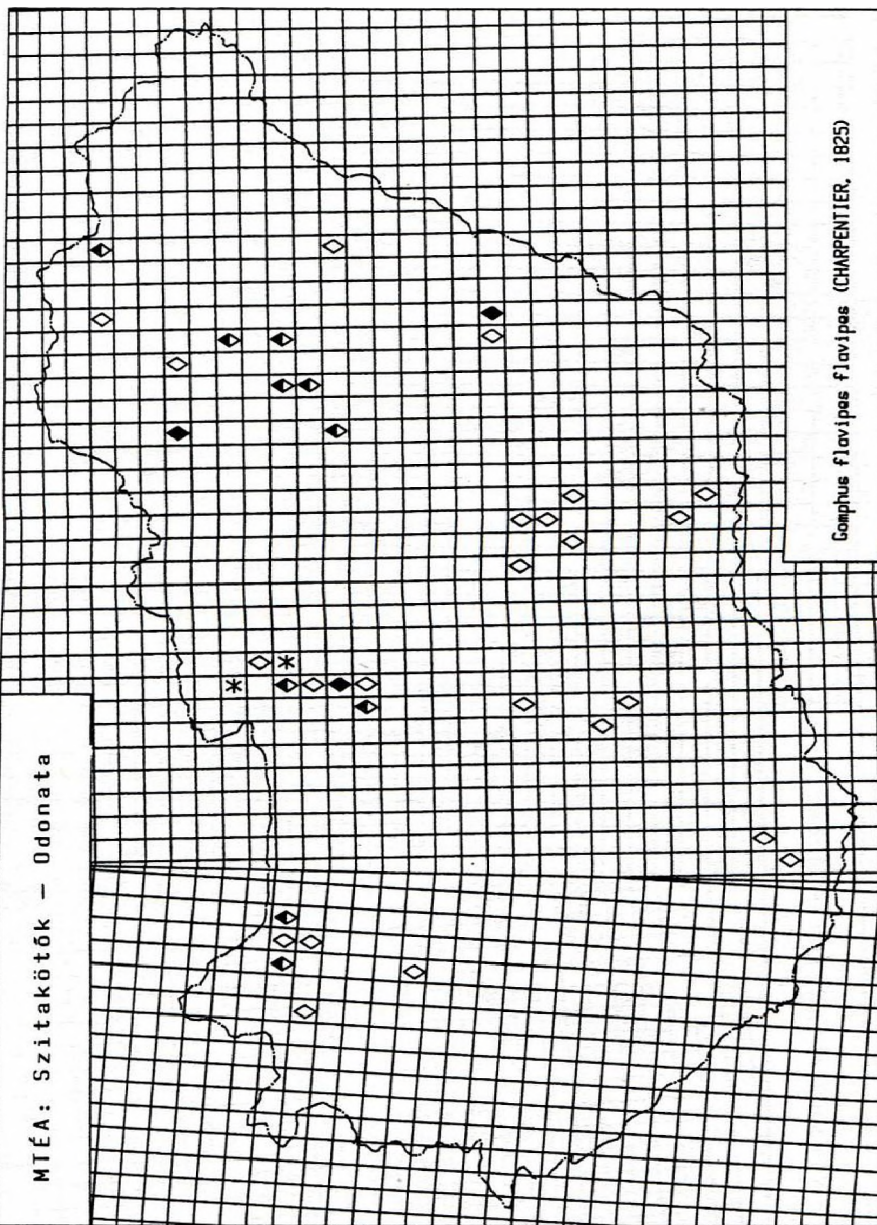 MTÉA: Szitakötők – Odonata
Gomphus flavipes flavipes (CHARPENTIER, 1825)